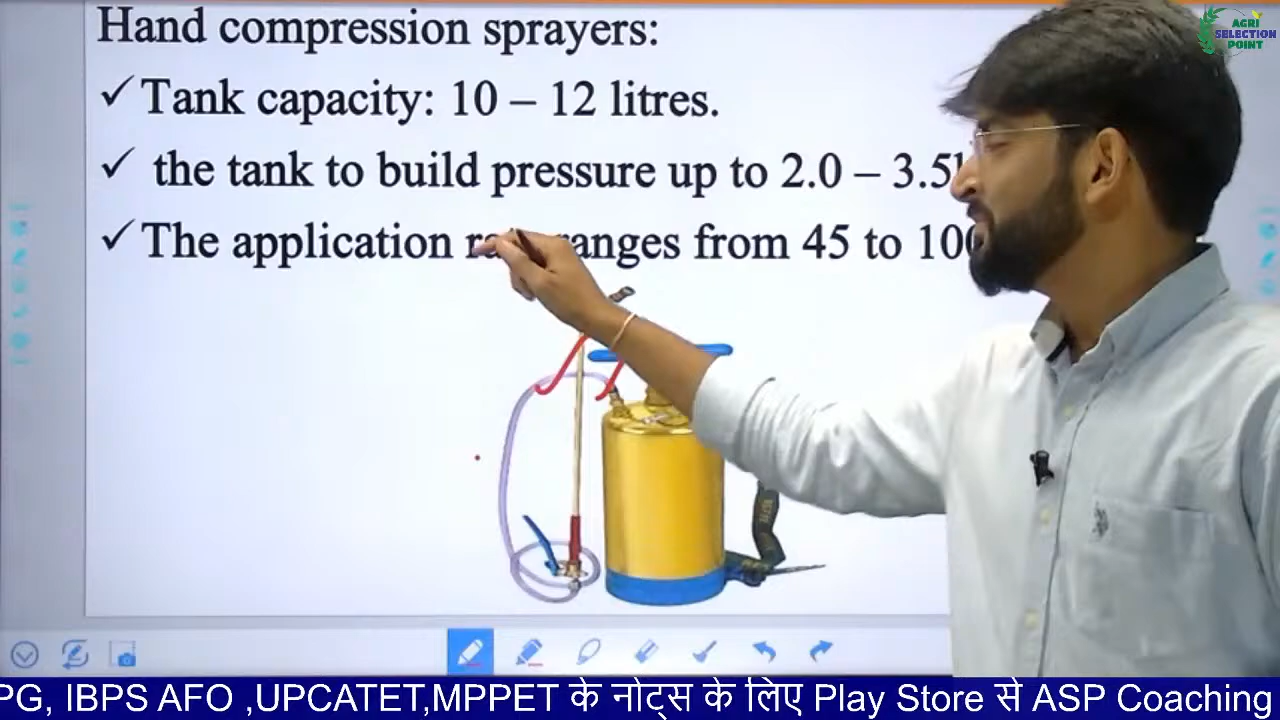 Hand compression sprayers:
✓ Tank capacity: 10 – 12 litres.
✓ the tank to build pressure up to 2.0 – 3.5
✓ The application ranges from 45 to 100
AGRI
SELECTION
POINT
PG, IBPS AFO ,UPCATET,MPPET के नोट्स के लिए Play Store से ASP Coaching